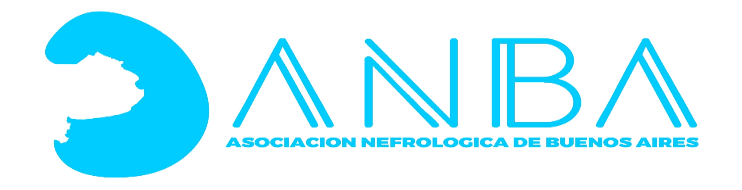 ANBA
ASOCIACION NEFROLOGICA DE BUENOS AIRES